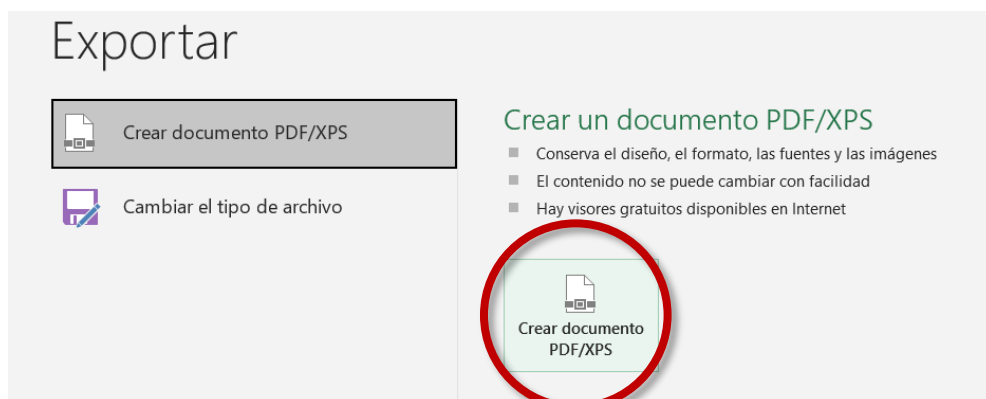 Exportar
Crear documento PDF/XPS
Cambiar el tipo de archivo
Crear un documento PDF/XPS
Conserva el diseño, el formato, las fuentes y las imágenes
El contenido no se puede cambiar con facilidad
Hay visores gratuitos disponibles en Internet
Crear documento
PDF/XPS